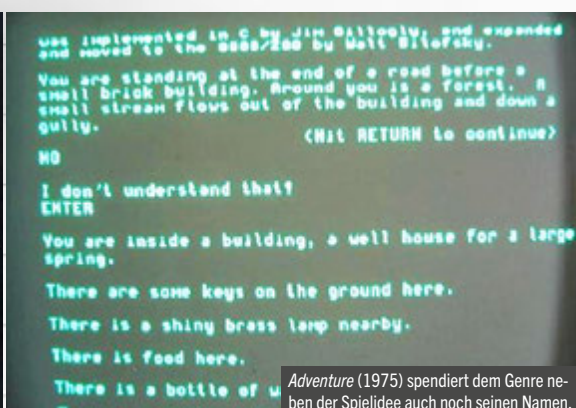 was implemented in C by Jim Gillogly, and expanded
and moved to the 8080/Z80 by Walt Bilofsky.
You are standing at the end of a road before a
small brick building. Around you is a forest. A
small stream flows out of the building and down a
gully.
(Hit RETURN to continue)
NO
I don't understand that!
ENTER
You are inside a building, a well house for a large
spring.
There are some keys on the ground here.
There is a shiny brass lamp nearby.
There is food here.
There is a bottle of
Adventure (1975) spendiert dem Genre ne-
ben der Spielidee auch noch seinen Namen.